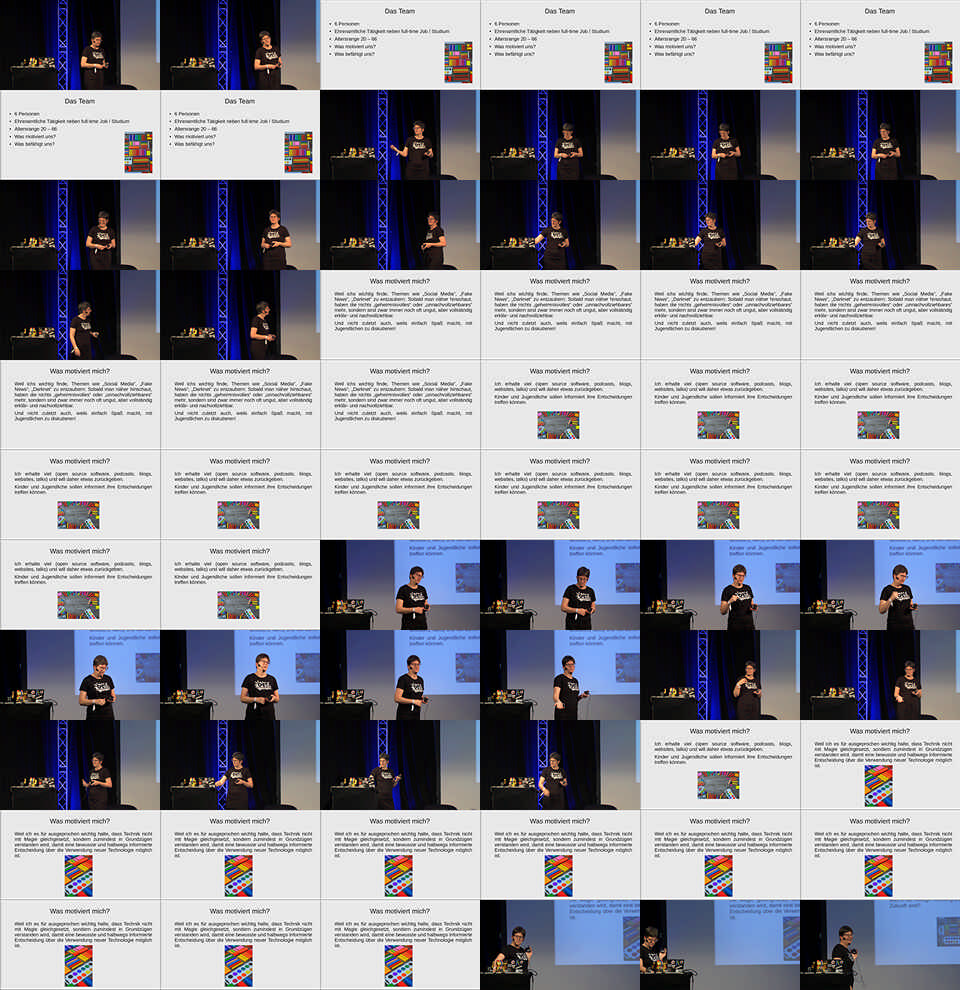 Das Team
• 6 Personen
• Ehrenamtliche Tätigkeit neben full-time Job / Studium
• Altersrange 20 – 66
• Was motiviert uns?
• Was befähigt uns?
Was motiviert mich?
Weil ichs wichtig finde, Themen wie „Social Media“, „Fake
News“, „Darknet“ zu entzaubern: Sobald man näher hinschaut,
haben die nichts „geheimnisvolles“ oder „unnachvollziehbares“
mehr, sondern sind zwar immer noch oft ungut, aber vollständig
erklär- und nachvollziehbar.
Und nicht zuletzt auch, weils einfach Spaß macht, mit
Jugendlichen zu diskutieren!
Was motiviert mich?
Ich erhalte viel (open source software, podcasts, blogs,
websites, talks) und will daher etwas zurückgeben.
Kinder und Jugendliche sollen informiert ihre Entscheidungen
treffen können.
Was motiviert mich?
Weil ich es für ausgesprochen wichtig halte, dass Technik nicht
mit Magie gleichgesetzt, sondern zumindest in Grundzügen
verstanden wird, damit eine bewusste und halbwegs informierte
Entscheidung über die Verwendung neuer Technologie möglich
ist.